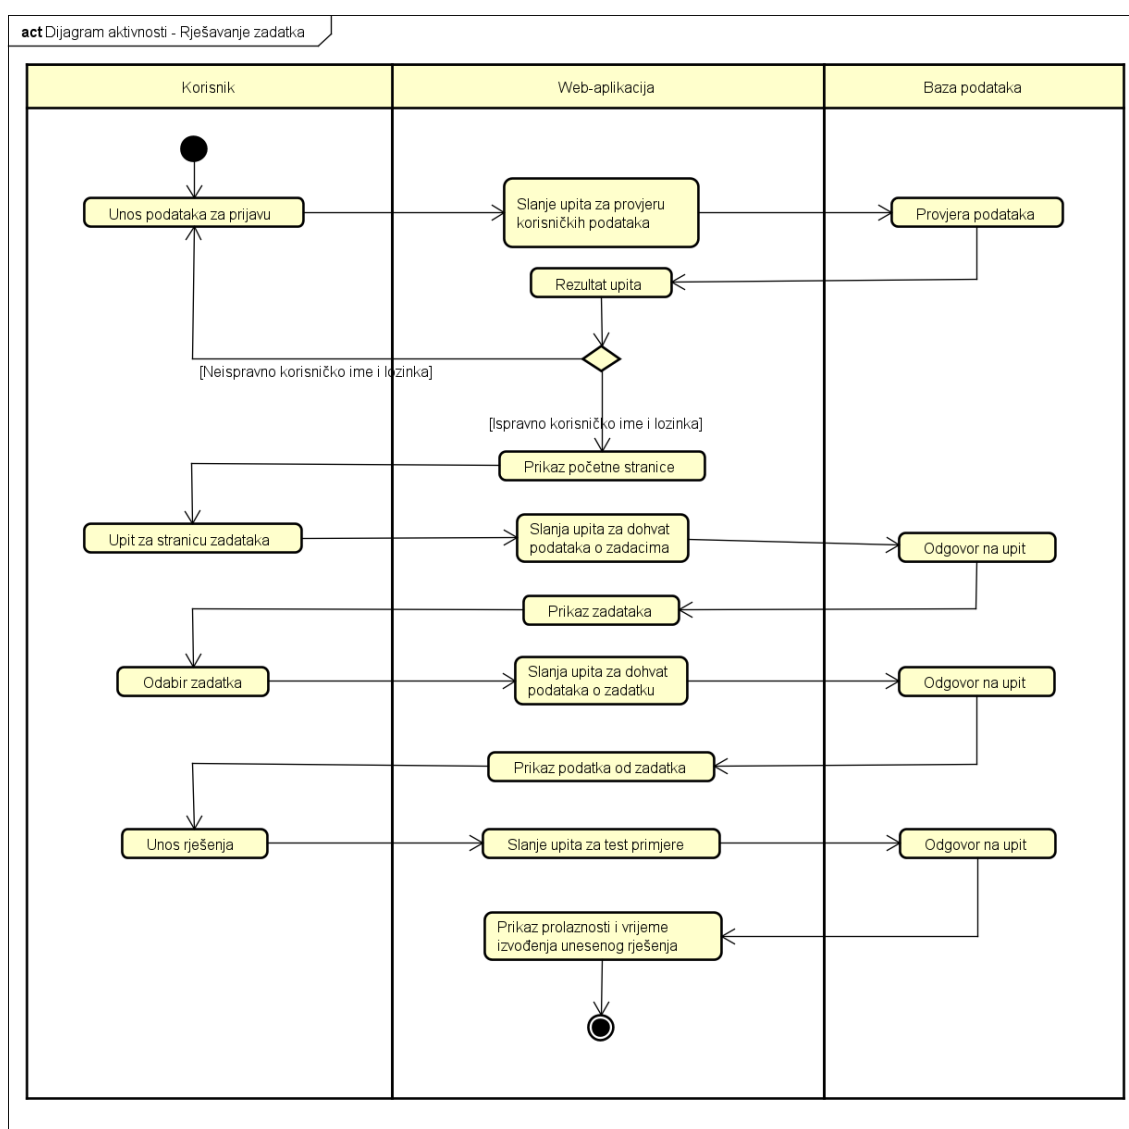 act Dijagram aktivnosti - Rješavanje zadatka
Korisnik
Web-aplikacija
Baza podataka
Unos podataka za prijavu
Slanje upita za provjeru
korisničkih podataka
Provjera podataka
Rezultat upita
[Neispravno korisničko ime i lozinka]
[Ispravno korisničko ime i lozinka]
Prikaz početne stranice
Upit za stranicu zadataka
Slanja upita za dohvat
podataka o zadacima
Odgovor na upit
Prikaz zadataka
Odabir zadatka
Slanja upita za dohvat
podataka o zadatku
Odgovor na upit
Prikaz podatka od zadatka
Unos rješenja
Slanje upita za test primjere
Odgovor na upit
Prikaz prolaznosti i vrijeme
izvođenja unesenog rješenja